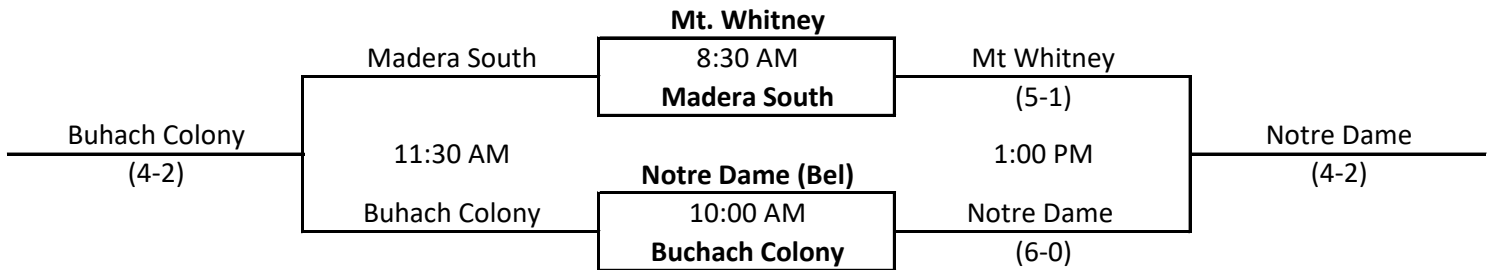 Mt. Whitney
Madera South 8:30 AM Mt Whitney
Madera South (5-1)
Buhach Colony 11:30 AM 1:00 PM Notre Dame
(4-2) Notre Dame (Bel) (4-2)
Buhach Colony 10:00 AM Notre Dame
Buchach Colony (6-0)